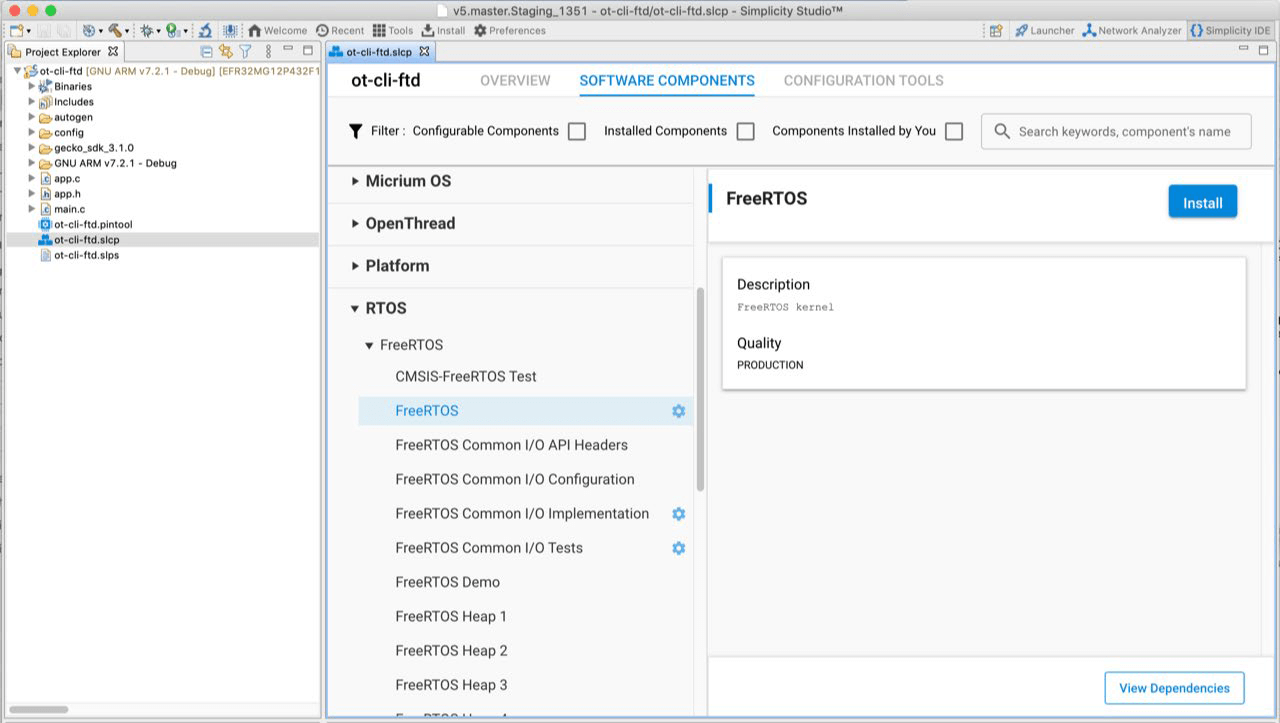 v5.master.Staging_1351 - ot-cli-ftd/ot-cli-ftd.slcp - Simplicity Studio™
Welcome Recent Tools Install Preferences Launcher Network Analyzer Simplicity IDE
Project Explorer
ot-cli-ftd [GNU ARM v7.2.1 - Debug] [EFR32MG12P432F1
Binaries
Includes
autogen
config
gecko_sdk_3.1.0
GNU ARM v7.2.1 - Debug
app.c
app.h
main.c
ot-cli-ftd.pintool
ot-cli-ftd.slcp
ot-cli-ftd.slps
ot-cli-ftd.slcp
ot-cli-ftd OVERVIEW SOFTWARE COMPONENTS CONFIGURATION TOOLS
Filter : Configurable Components Installed Components Components Installed by You Search keywords, component's name
Micrium OS
OpenThread
Platform
RTOS
FreeRTOS
CMSIS-FreeRTOS Test
FreeRTOS
FreeRTOS Common I/O API Headers
FreeRTOS Common I/O Configuration
FreeRTOS Common I/O Implementation
FreeRTOS Common I/O Tests
FreeRTOS Demo
FreeRTOS Heap 1
FreeRTOS Heap 2
FreeRTOS Heap 3
FreeRTOS Install
Description
FreeRTOS kernel
Quality
PRODUCTION
View Dependencies